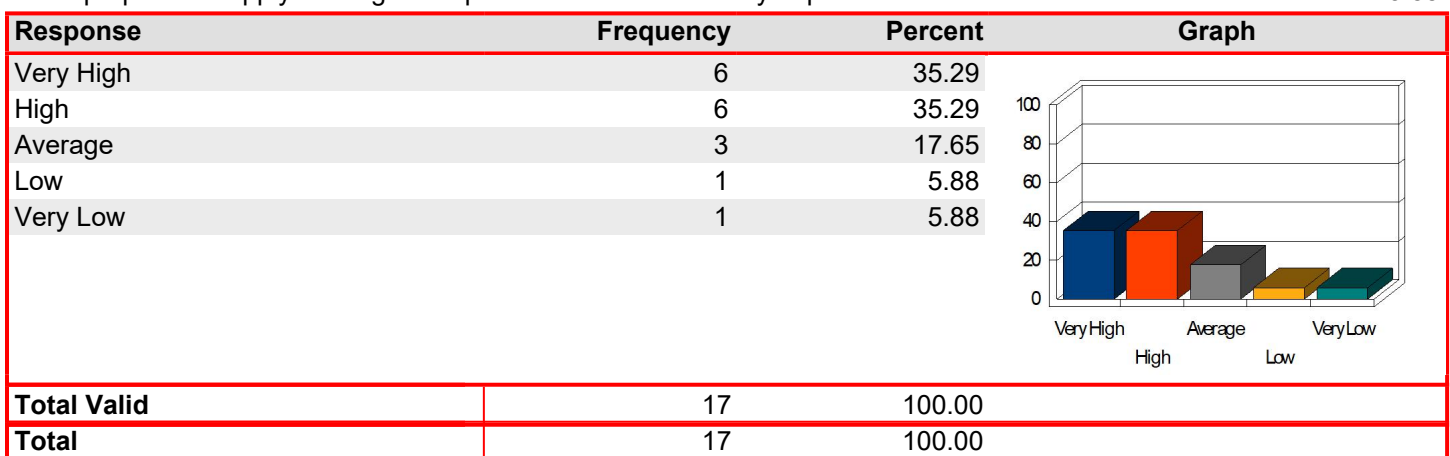 Response Frequency Percent Graph
Very High 6 35.29
High 6 35.29
Average 3 17.65
Low 1 5.88
Very Low 1 5.88
100
80
60
40
20
0
Very High Average Very Low
High Low
Total Valid 17 100.00
Total 17 100.00